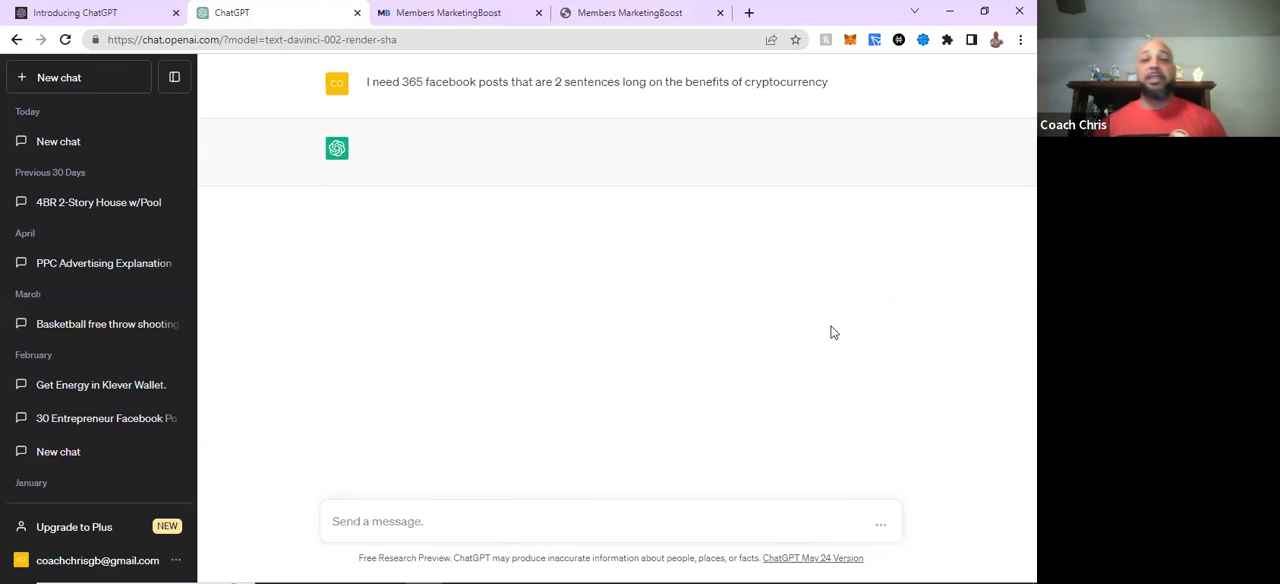 Introducing ChatGPT
ChatGPT
MB Members MarketingBoost
Members MarketingBoost
https://chat.openai.com/?model=text-davinci-002-render-sha
New chat
Today
New chat
Previous 30 Days
4BR 2-Story House w/Pool
April
PPC Advertising Explanation
March
Basketball free throw shooting
February
Get Energy in Klever Wallet.
30 Entrepreneur Facebook Po
New chat
January
Upgrade to Plus
NEW
CO
coachchrisgb@gmail.com
CO
I need 365 facebook posts that are 2 sentences long on the benefits of cryptocurrency
Send a message.
Free Research Preview. ChatGPT may produce inaccurate information about people, places, or facts. ChatGPT May 24 Version
Coach Chris